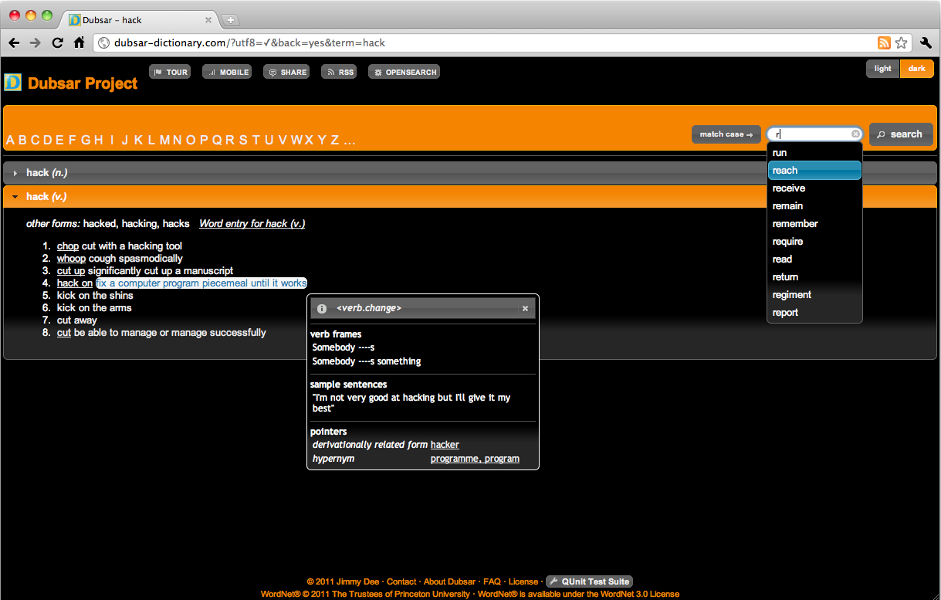 Dubsar - hack
dubsar-dictionary.com/?utf8=✓&back=yes&term=hack
TOUR MOBILE SHARE RSS OPENSEARCH
light dark
Dubsar Project
A B C D E F G H I J K L M N O P Q R S T U V W X Y Z ...
match case → r search
run
reach
receive
remain
remember
require
read
return
regiment
report
hack (n.)
hack (v.)
other forms: hacked, hacking, hacks Word entry for hack (v.)
1. chop cut with a hacking tool
2. whoop cough spasmodically
3. cut up significantly cut up a manuscript
4. hack on fix a computer program piecemeal until it works
5. kick on the shins
6. kick on the arms
7. cut away
8. cut be able to manage or manage successfully
<verb.change>
verb frames
Somebody ----s
Somebody ----s something
sample sentences
"I'm not very good at hacking but I'll give it my
best"
pointers
derivationally related form hacker
hypernym programme, program
© 2011 Jimmy Dee · Contact · About Dubsar · FAQ · License · QUnit Test Suite
WordNet® © 2011 The Trustees of Princeton University · WordNet® is available under the WordNet 3.0 License